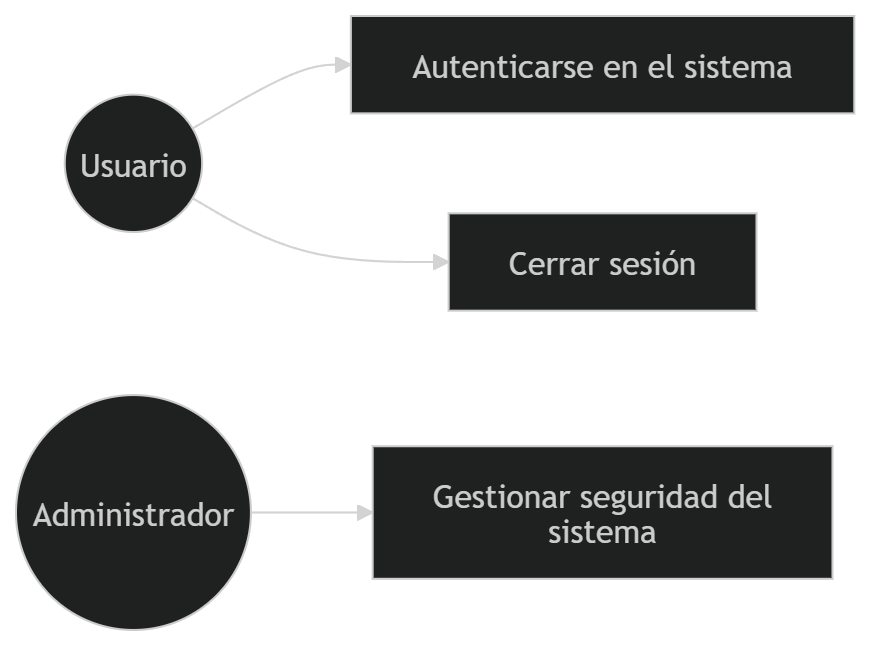 Autenticarse en el sistema
Usuario
Cerrar sesión
Administrador
Gestionar seguridad del
sistema